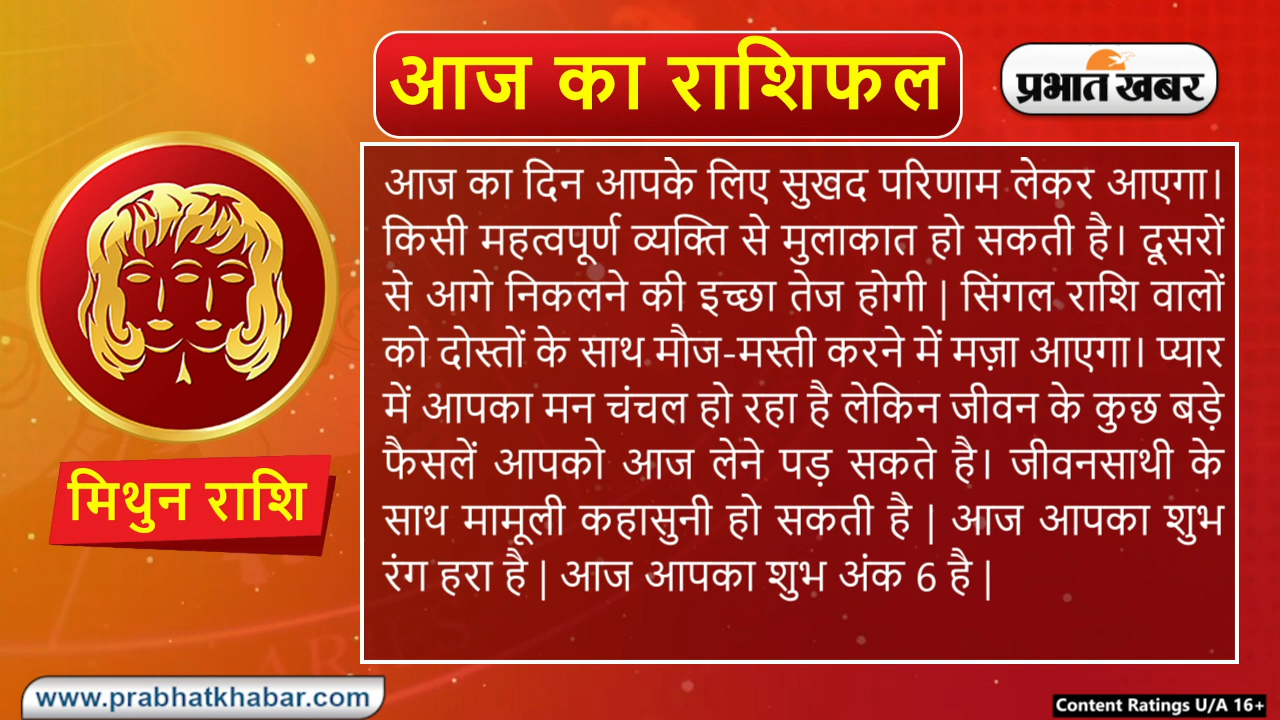 आज का राशिफल
प्रभात खबर
आज का दिन आपके लिए सुखद परिणाम लेकर आएगा।
किसी महत्वपूर्ण व्यक्ति से मुलाकात हो सकती है। दूसरों
से आगे निकलने की इच्छा तेज होगी | सिंगल राशि वालों
को दोस्तों के साथ मौज-मस्ती करने में मज़ा आएगा। प्यार
में आपका मन चंचल हो रहा है लेकिन जीवन के कुछ बड़े
फैसलें आपको आज लेने पड़ सकते है। जीवनसाथी के
साथ मामूली कहासुनी हो सकती है | आज आपका शुभ
रंग हरा है | आज आपका शुभ अंक 6 है |
मिथुन राशि
ARIES
www.prabhatkhabar.com
Content Ratings U/A 16+